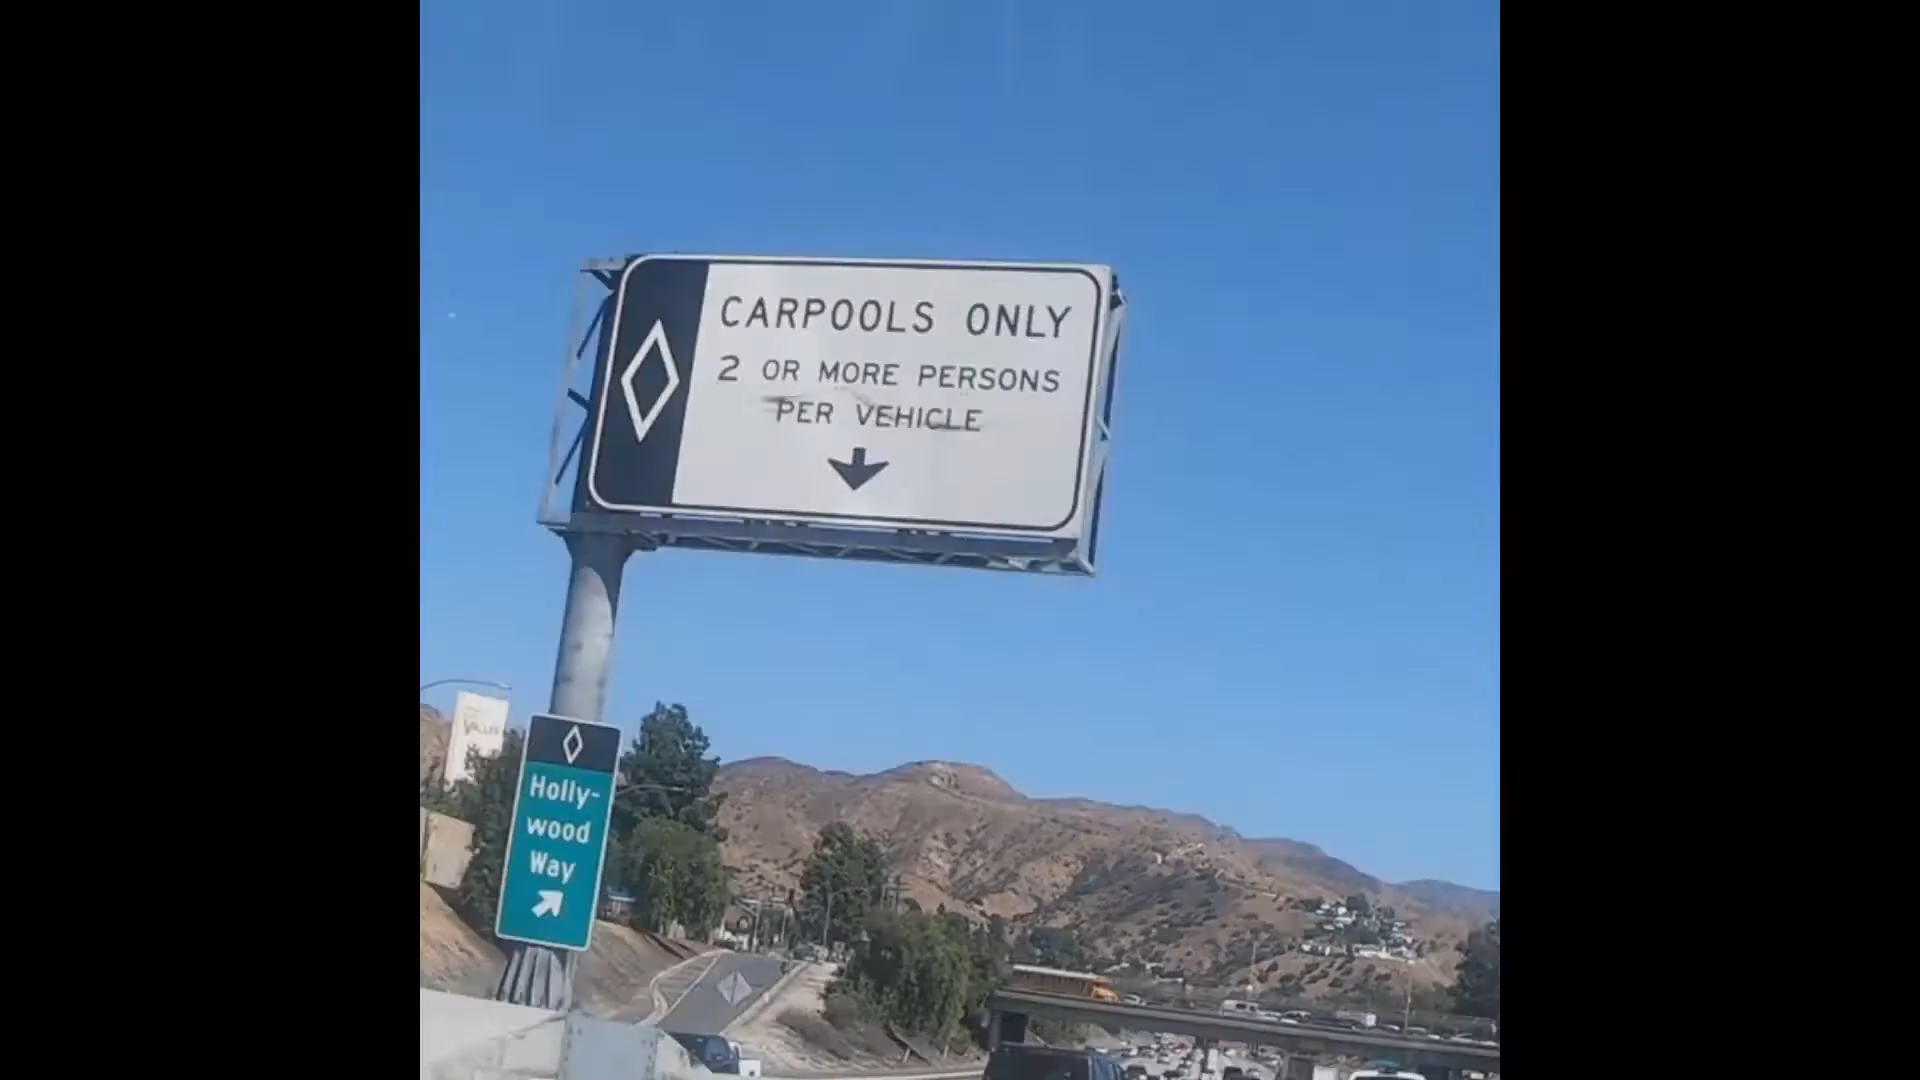 CARPOOLS ONLY
2 OR MORE PERSONS
PER VEHICLE
Holly-
wood
Way